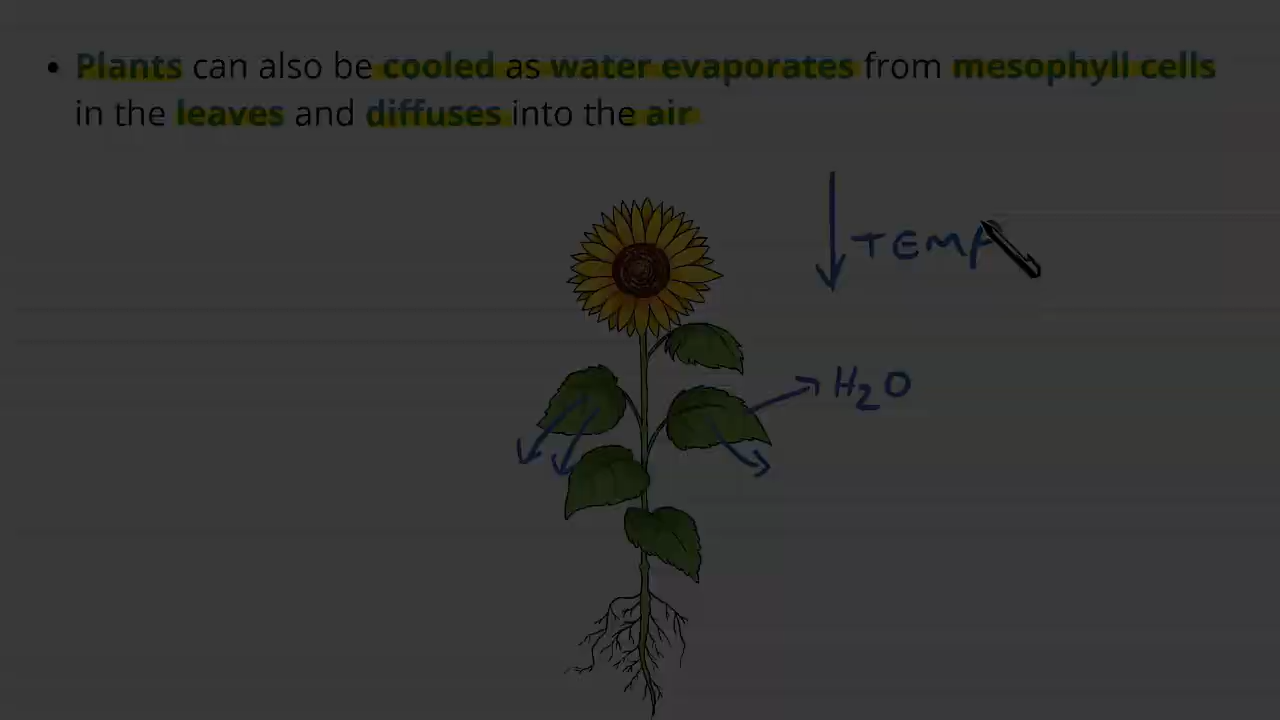 • Plants can also be cooled as water evaporates from mesophyll cells
in the leaves and diffuses into the air
↓ TEMP
H₂O